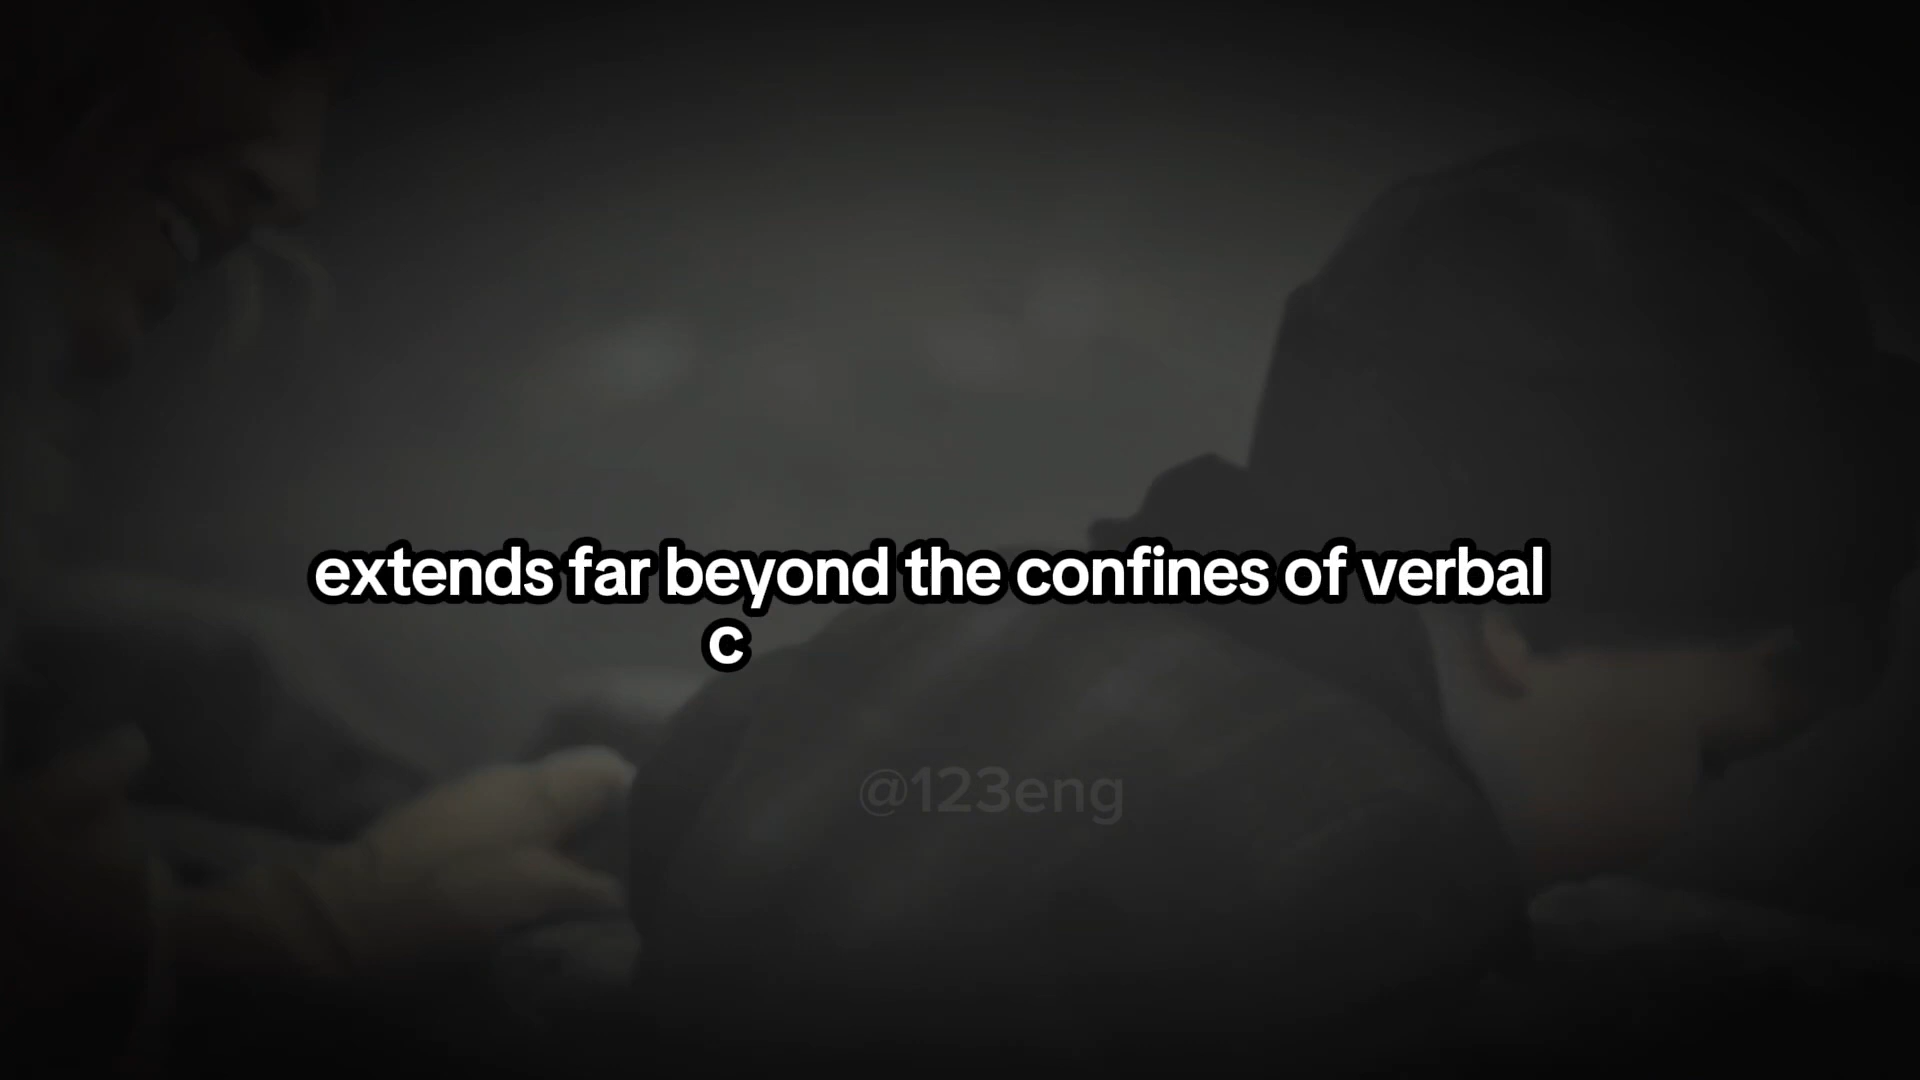 extends far beyond the confines of verbal
c
@123eng